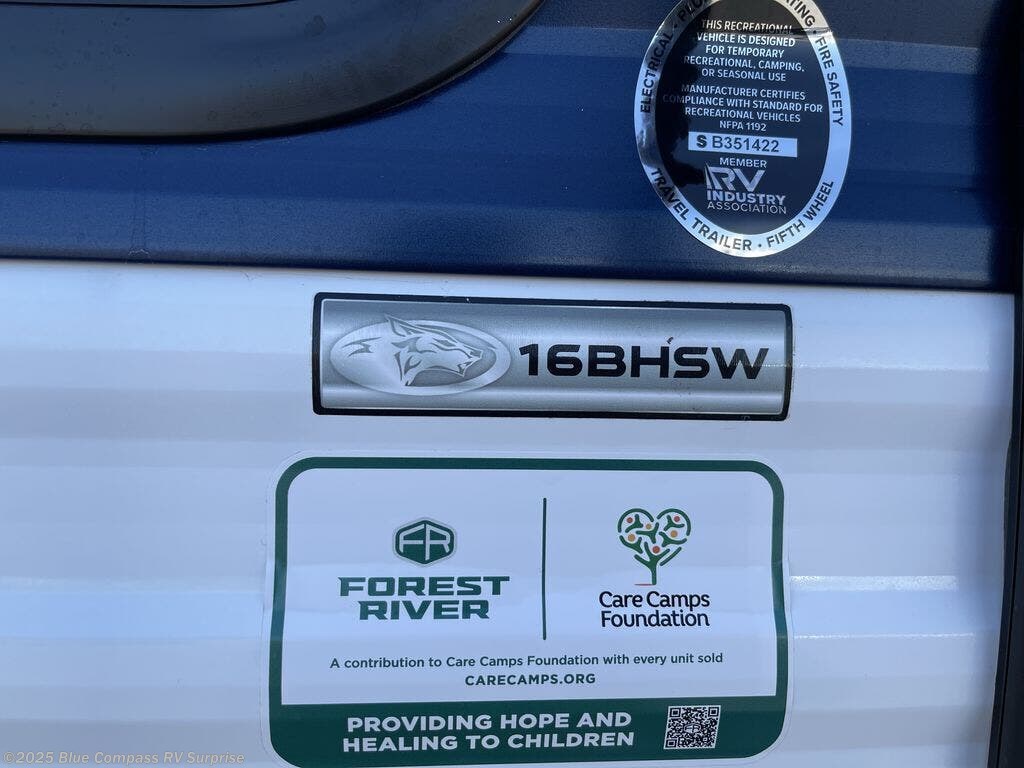 ELECTRICAL · 
FIRE SAFETY
THIS RECREATIONAL
VEHICLE IS DESIGNED
FOR TEMPORARY
RECREATIONAL, CAMPING,
OR SEASONAL USE
MANUFACTURER CERTIFIES
COMPLIANCE WITH STANDARD FOR
RECREATIONAL VEHICLES
NFPA 1192
S B351422
MEMBER
RV
INDUSTRY
ASSOCIATION
TRAVEL TRAILER · FIFTH WHEEL
16BHSW
FR
FOREST
RIVER
Care Camps
Foundation
A contribution to Care Camps Foundation with every unit sold
CARECAMPS.ORG
PROVIDING HOPE AND
HEALING TO CHILDREN
©2025 Blue Compass RV Surprise